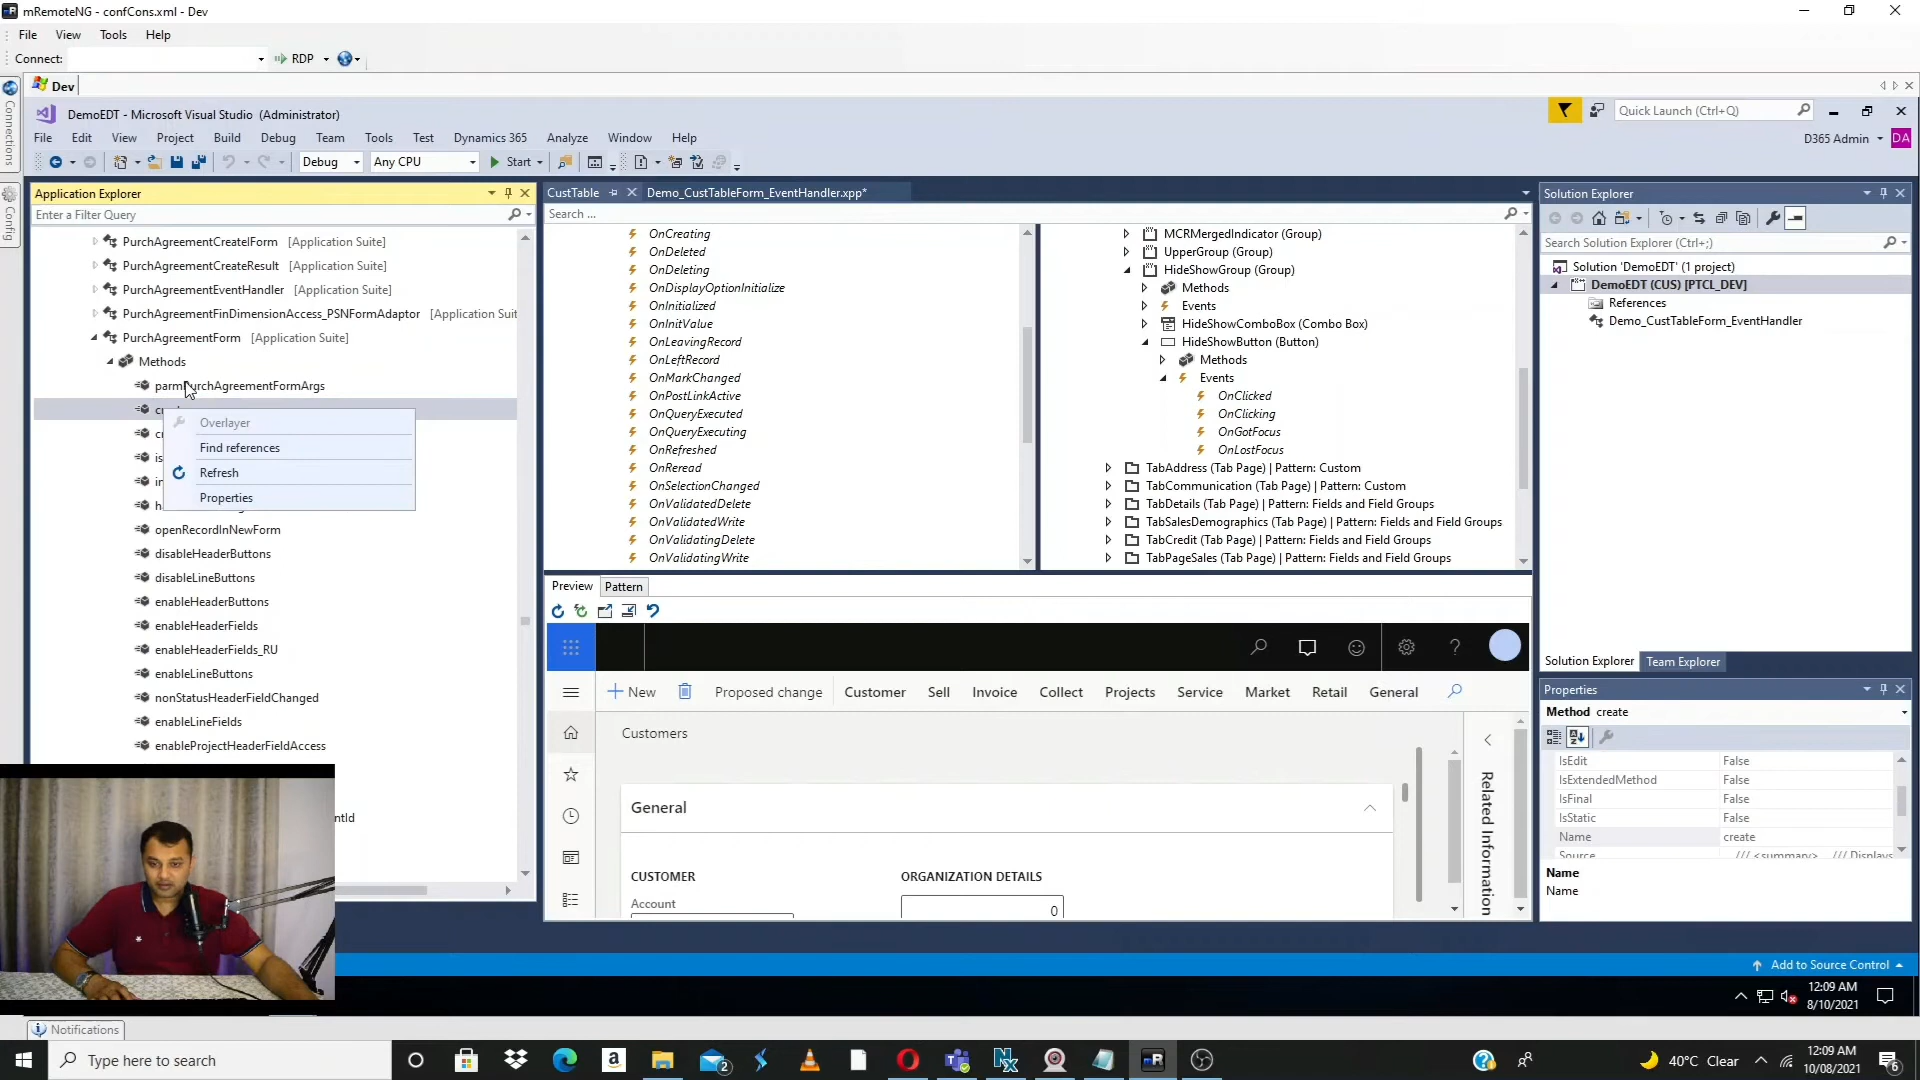 mRemoteNG - confCons.xml - Dev
File View Tools Help
Connect: RDP
Dev
Connections
Config
DemoEDT - Microsoft Visual Studio (Administrator)
Quick Launch (Ctrl+Q)
File Edit View Project Build Debug Team Tools Test Dynamics 365 Analyze Window Help
D365 Admin DA
Debug Any CPU Start
Application Explorer
Enter a Filter Query
PurchAgreementCreateIForm [Application Suite]
PurchAgreementCreateResult [Application Suite]
PurchAgreementEventHandler [Application Suite]
PurchAgreementFinDimensionAccess_PSNFormAdaptor [Application Suit
PurchAgreementForm [Application Suite]
Methods
parmPurchAgreementFormArgs
Overlayer
Find references
Refresh
Properties
openRecordInNewForm
disableHeaderButtons
disableLineButtons
enableHeaderButtons
enableHeaderFields
enableHeaderFields_RU
enableLineButtons
nonStatusHeaderFieldChanged
enableLineFields
enableProjectHeaderFieldAccess
ntId
CustTable Demo_CustTableForm_EventHandler.xpp*
Search ...
OnCreating
OnDeleted
OnDeleting
OnDisplayOptionInitialize
OnInitialized
OnInitValue
OnLeavingRecord
OnLeftRecord
OnMarkChanged
OnPostLinkActive
OnQueryExecuted
OnQueryExecuting
OnRefreshed
OnReread
OnSelectionChanged
OnValidatedDelete
OnValidatedWrite
OnValidatingDelete
OnValidatingWrite
MCRMergedIndicator (Group)
UpperGroup (Group)
HideShowGroup (Group)
Methods
Events
HideShowComboBox (Combo Box)
HideShowButton (Button)
Methods
Events
OnClicked
OnClicking
OnGotFocus
OnLostFocus
TabAddress (Tab Page) | Pattern: Custom
TabCommunication (Tab Page) | Pattern: Custom
TabDetails (Tab Page) | Pattern: Fields and Field Groups
TabSalesDemographics (Tab Page) | Pattern: Fields and Field Groups
TabCredit (Tab Page) | Pattern: Fields and Field Groups
TabPageSales (Tab Page) | Pattern: Fields and Field Groups
Preview Pattern
New Proposed change Customer Sell Invoice Collect Projects Service Market Retail General
Customers
General
CUSTOMER ORGANIZATION DETAILS
Account
0
Related Information
Solution Explorer
Search Solution Explorer (Ctrl+;)
Solution 'DemoEDT' (1 project)
DemoEDT (CUS) [PTCL_DEV]
References
Demo_CustTableForm_EventHandler
Solution Explorer Team Explorer
Properties
Method create
IsEdit False
IsExtendedMethod False
IsFinal False
IsStatic False
Name create
Source /// <summary> /// Displays
Name
Name
Add to Source Control
12:09 AM
8/10/2021
Notifications
Type here to search
2
40°C Clear
12:09 AM
10/08/2021
6